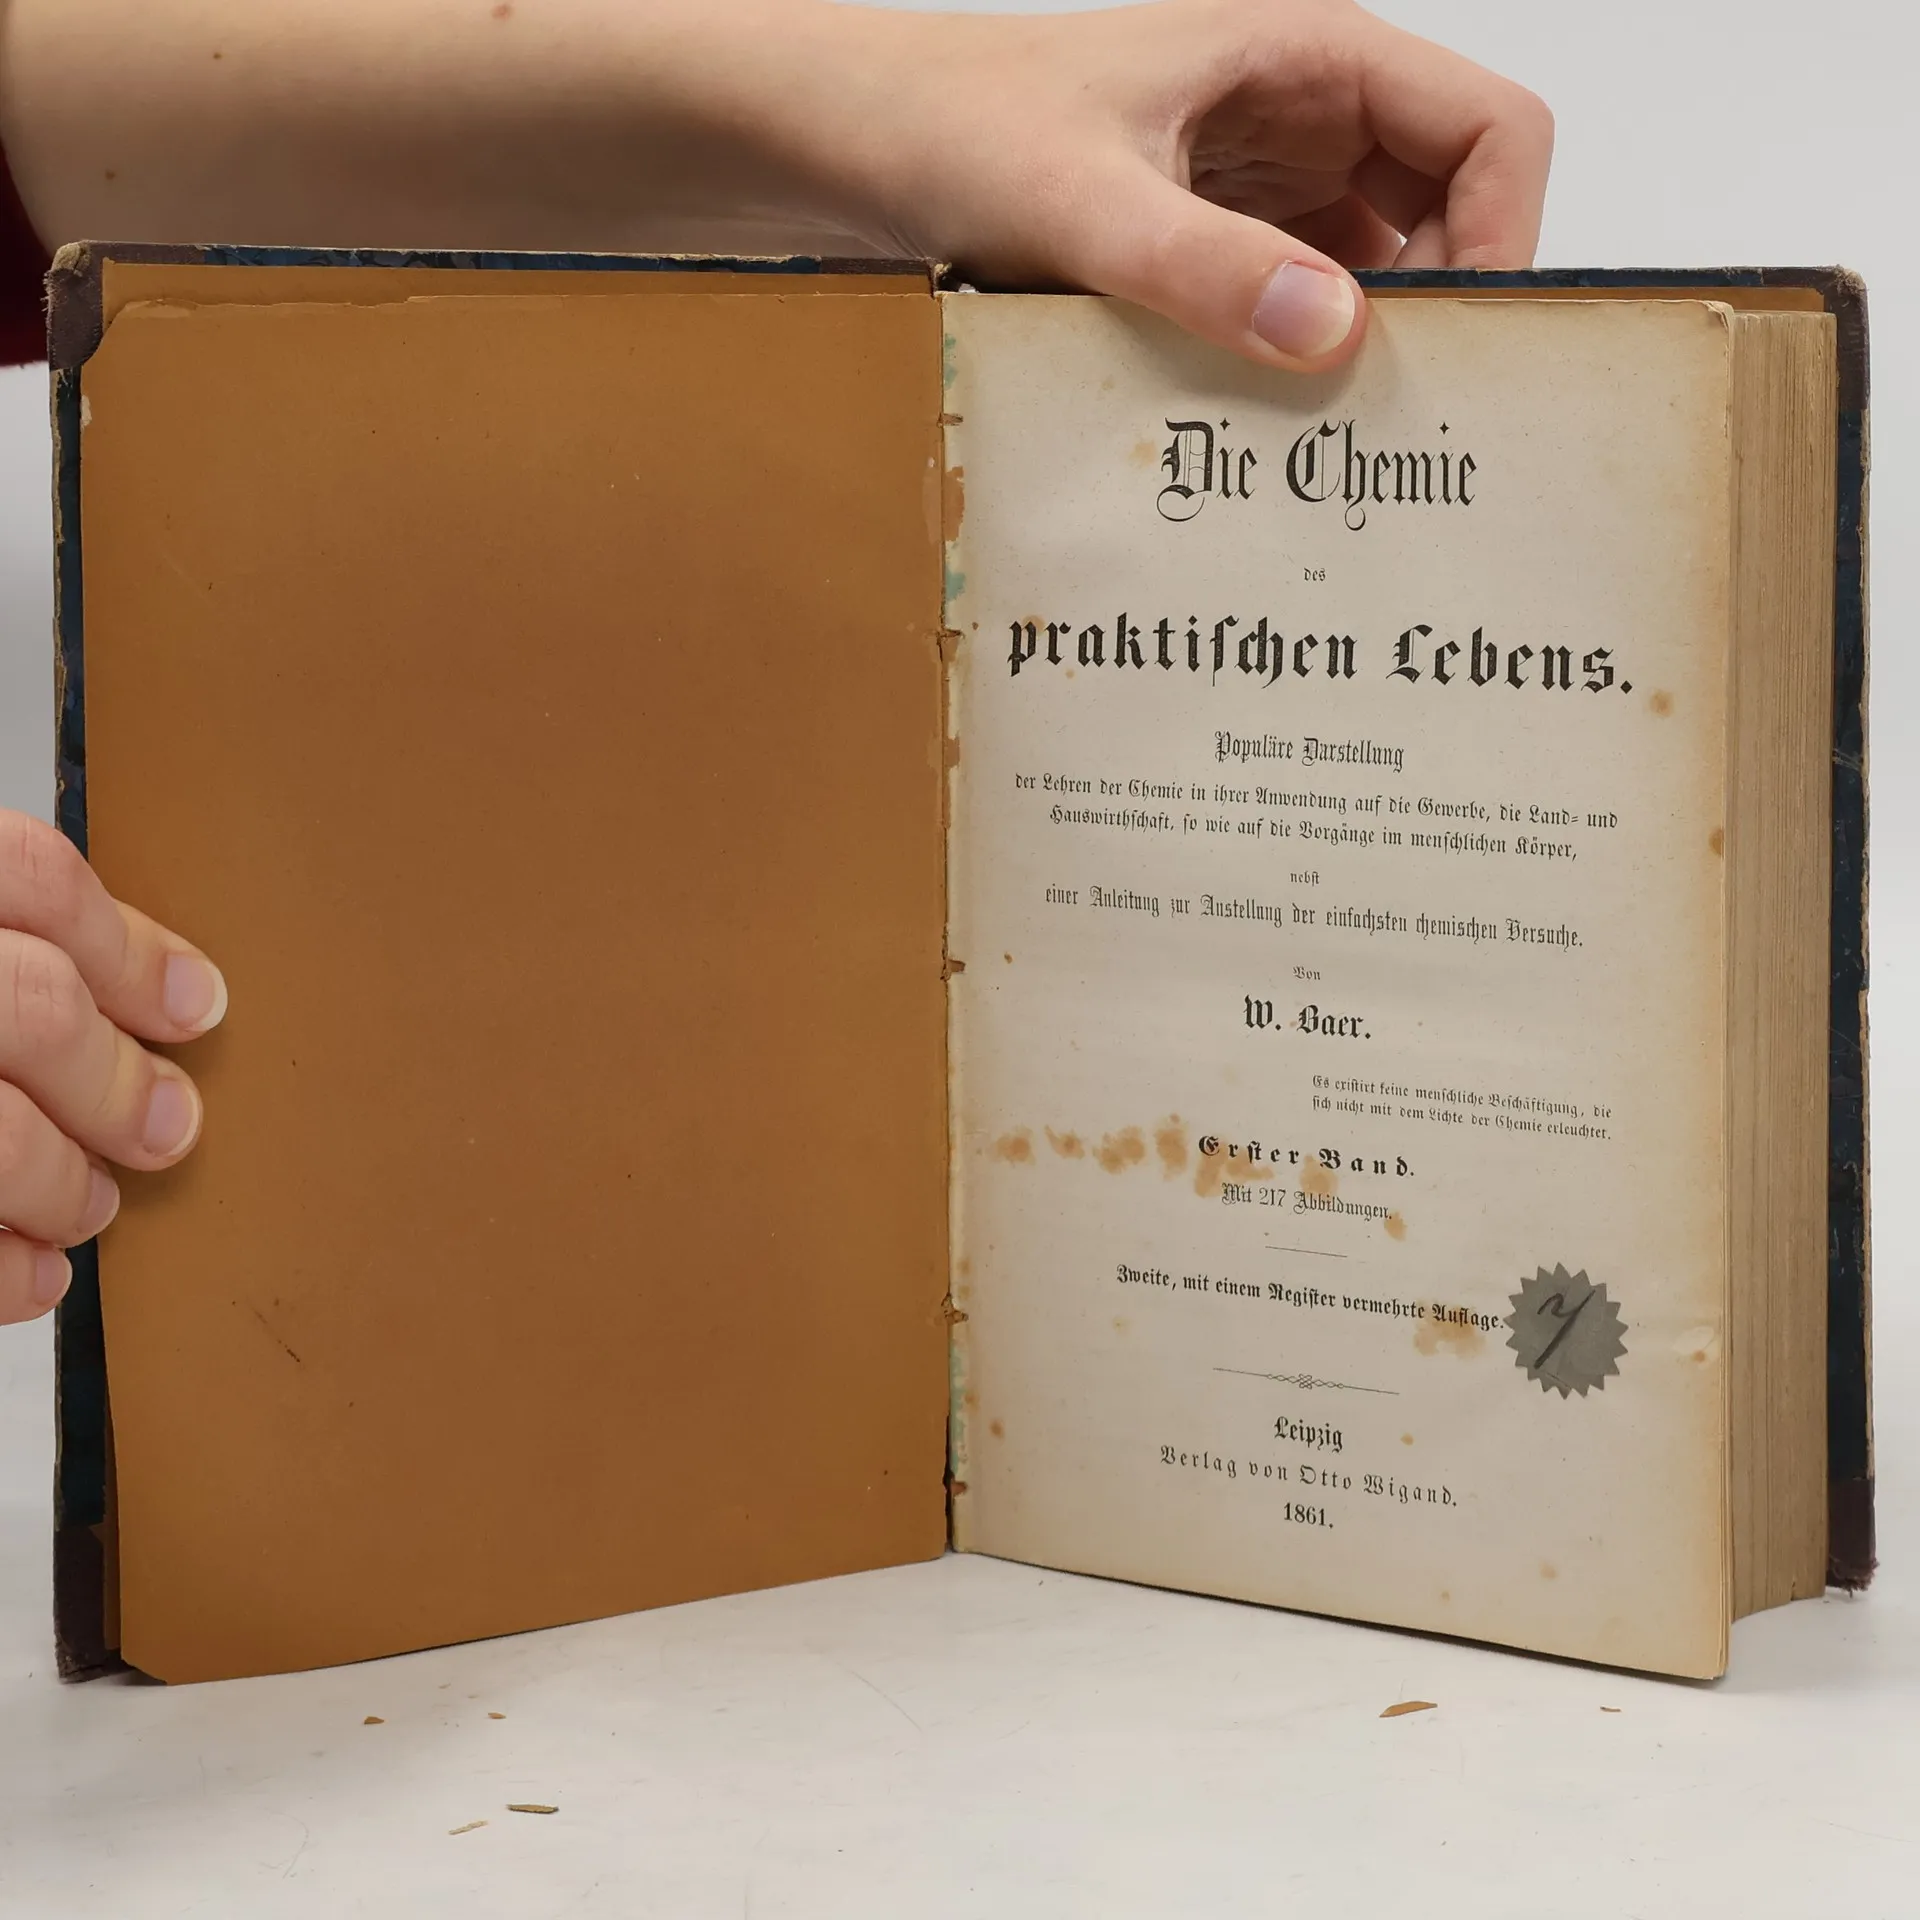 Die Chemie
des
praktiſchen Lebens.
Populäre Darstellung
der Lehren der Chemie in ihrer Anwendung auf die Gewerbe, die Land- und
Hauswirthſchaft, ſo wie auf die Vorgänge im menſchlichen Körper,
nebſt
einer Anleitung zur Anstellung der einfachsten chemischen Versuche.
Von
W. Baer.
Es exiſtirt keine menſchliche Beſchäftigung, die
ſich nicht mit dem Lichte der Chemie erleuchtet.
Erſter Band.
Mit 217 Abbildungen.
Zweite, mit einem Regiſter vermehrte Auflage.
Leipzig
Verlag von Otto Wigand.
1861.